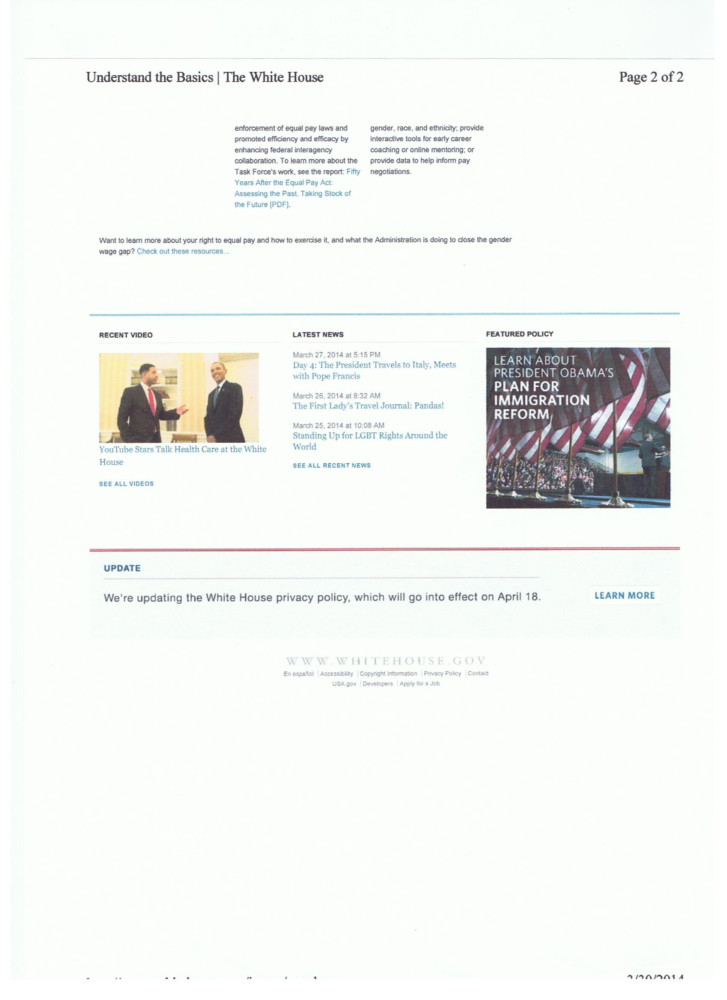 Understand the Basics | The White House
Page 2 of 2
enforcement of equal pay laws and
promoted efficiency and efficacy by
enhancing federal interagency
collaboration. To learn more about the
Task Force's work, see the report: Fifty
Years After the Equal Pay Act:
Assessing the Past, Taking Stock of
the Future [PDF].
gender, race, and ethnicity; provide
interactive tools for early career
coaching or online mentoring; or
provide data to help inform pay
negotiations.
Want to learn more about your right to equal pay and how to exercise it, and what the Administration is doing to close the gender
wage gap? Check out these resources...
RECENT VIDEO
YouTube Stars Talk Health Care at the White
House
SEE ALL VIDEOS
LATEST NEWS
March 27, 2014 at 5:15 PM
Day 4: The President Travels to Italy, Meets
with Pope Francis
March 26, 2014 at 8:32 AM
The First Lady's Travel Journal: Pandas!
March 25, 2014 at 10:08 AM
Standing Up for LGBT Rights Around the
World
SEE ALL RECENT NEWS
FEATURED POLICY
LEARN ABOUT
PRESIDENT OBAMA'S
PLAN FOR
IMMIGRATION
REFORM
UPDATE
We're updating the White House privacy policy, which will go into effect on April 18.
LEARN MORE
WWW.WHITEHOUSE.GOV
En español | Accessibility | Copyright Information | Privacy Policy | Contact
USA.gov | Developers | Apply for a Job
3/30/2014